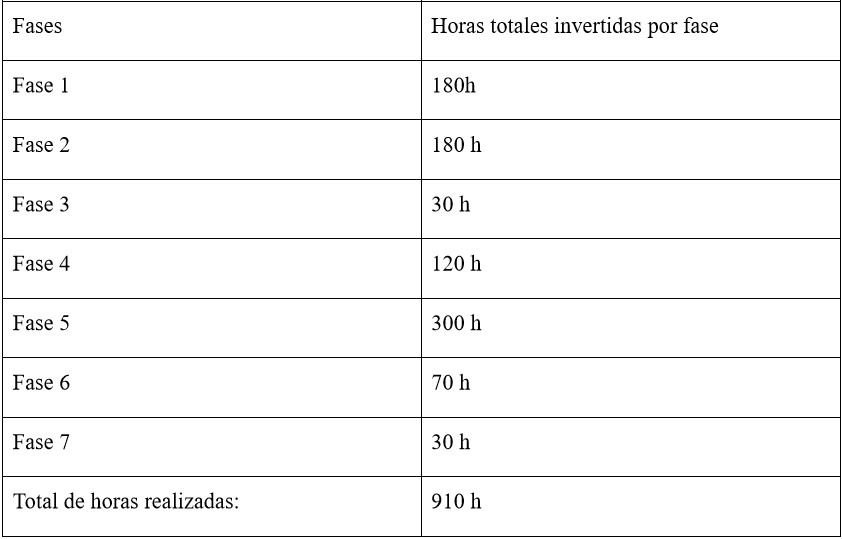 Fases
Horas totales invertidas por fase
Fase 1
180h
Fase 2
180 h
Fase 3
30 h
Fase 4
120 h
Fase 5
300 h
Fase 6
70 h
Fase 7
30 h
Total de horas realizadas:
910 h